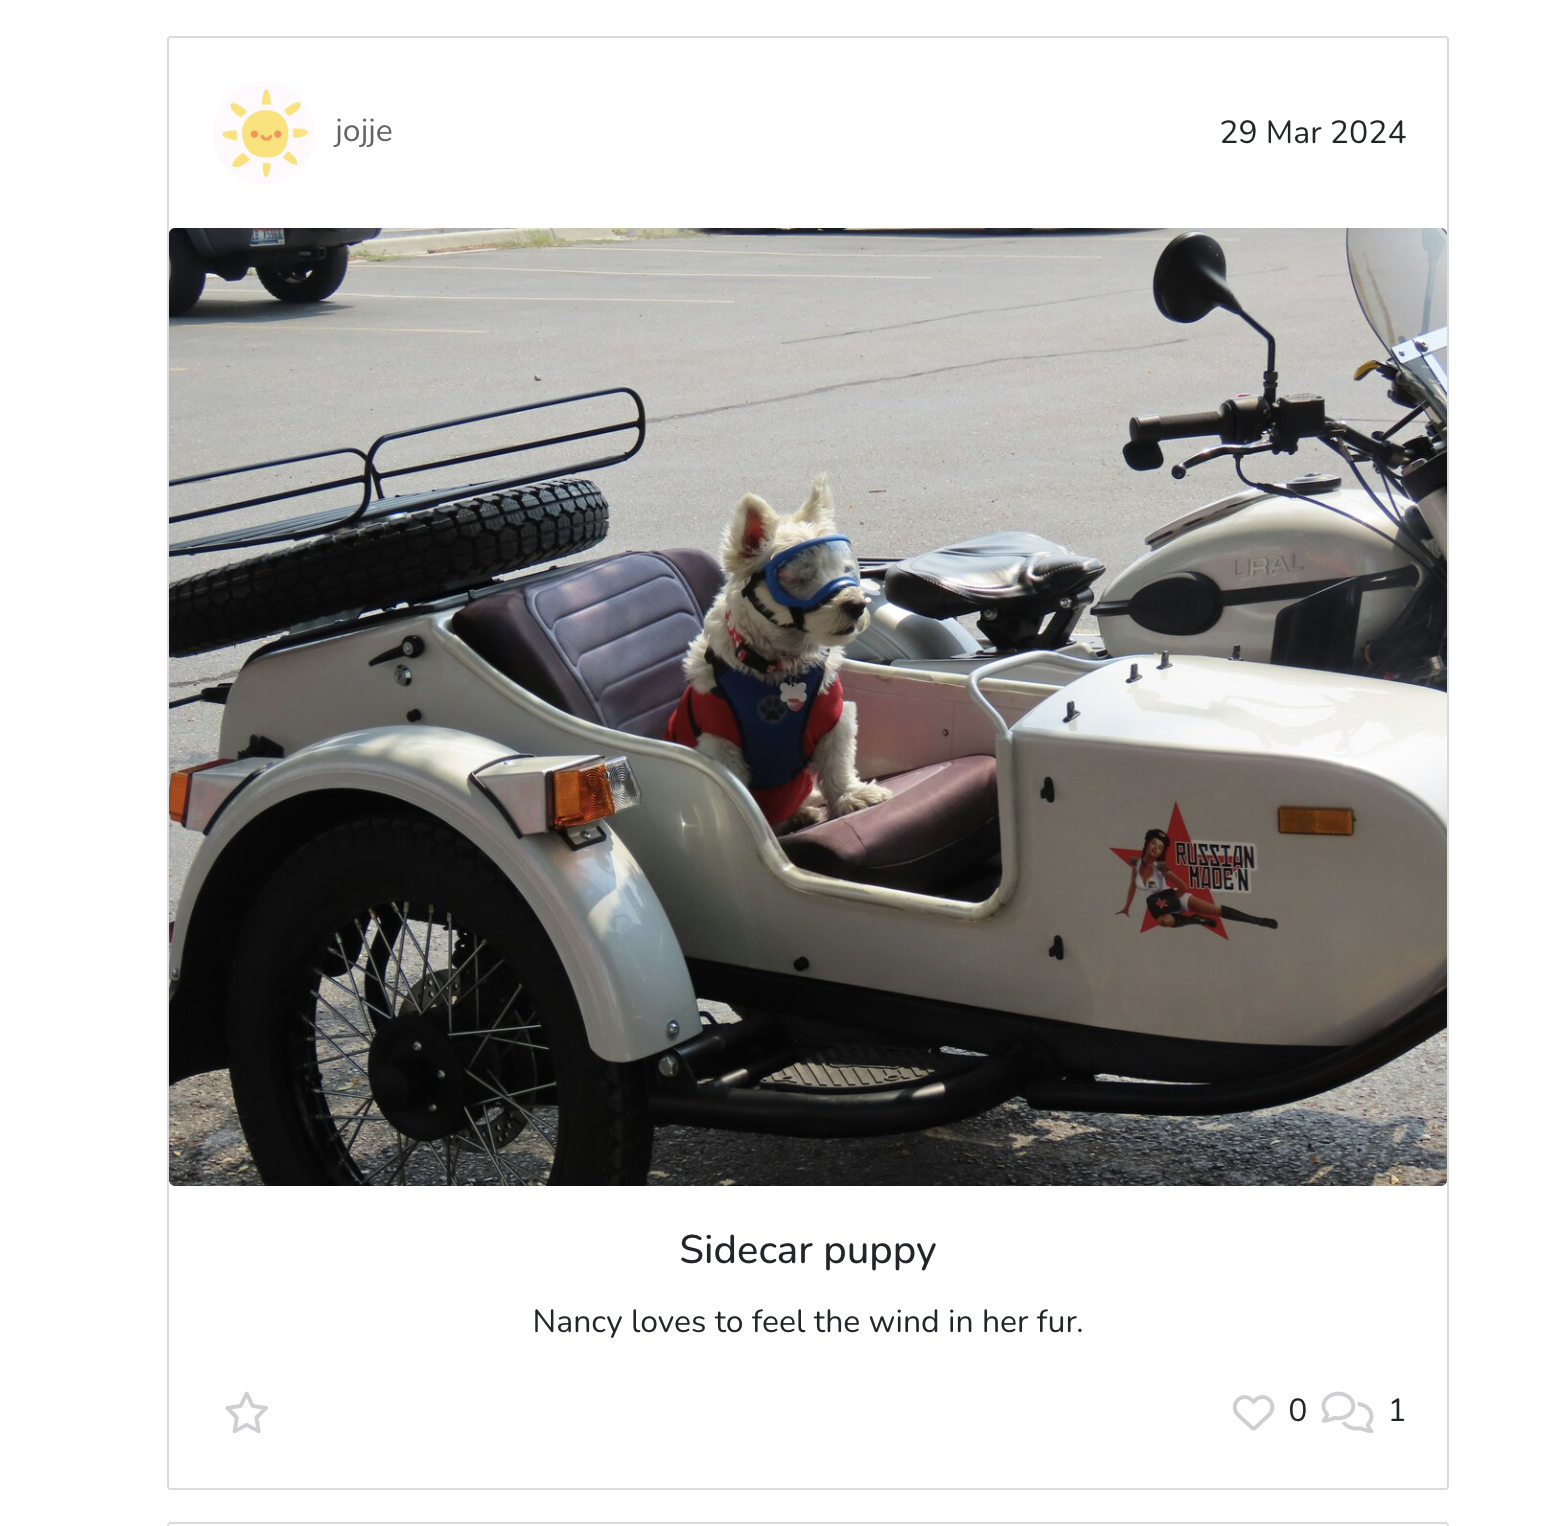 jojje
29 Mar 2024
URAL
RUSSIAN
MADE'N
Sidecar puppy
Nancy loves to feel the wind in her fur.
0 1